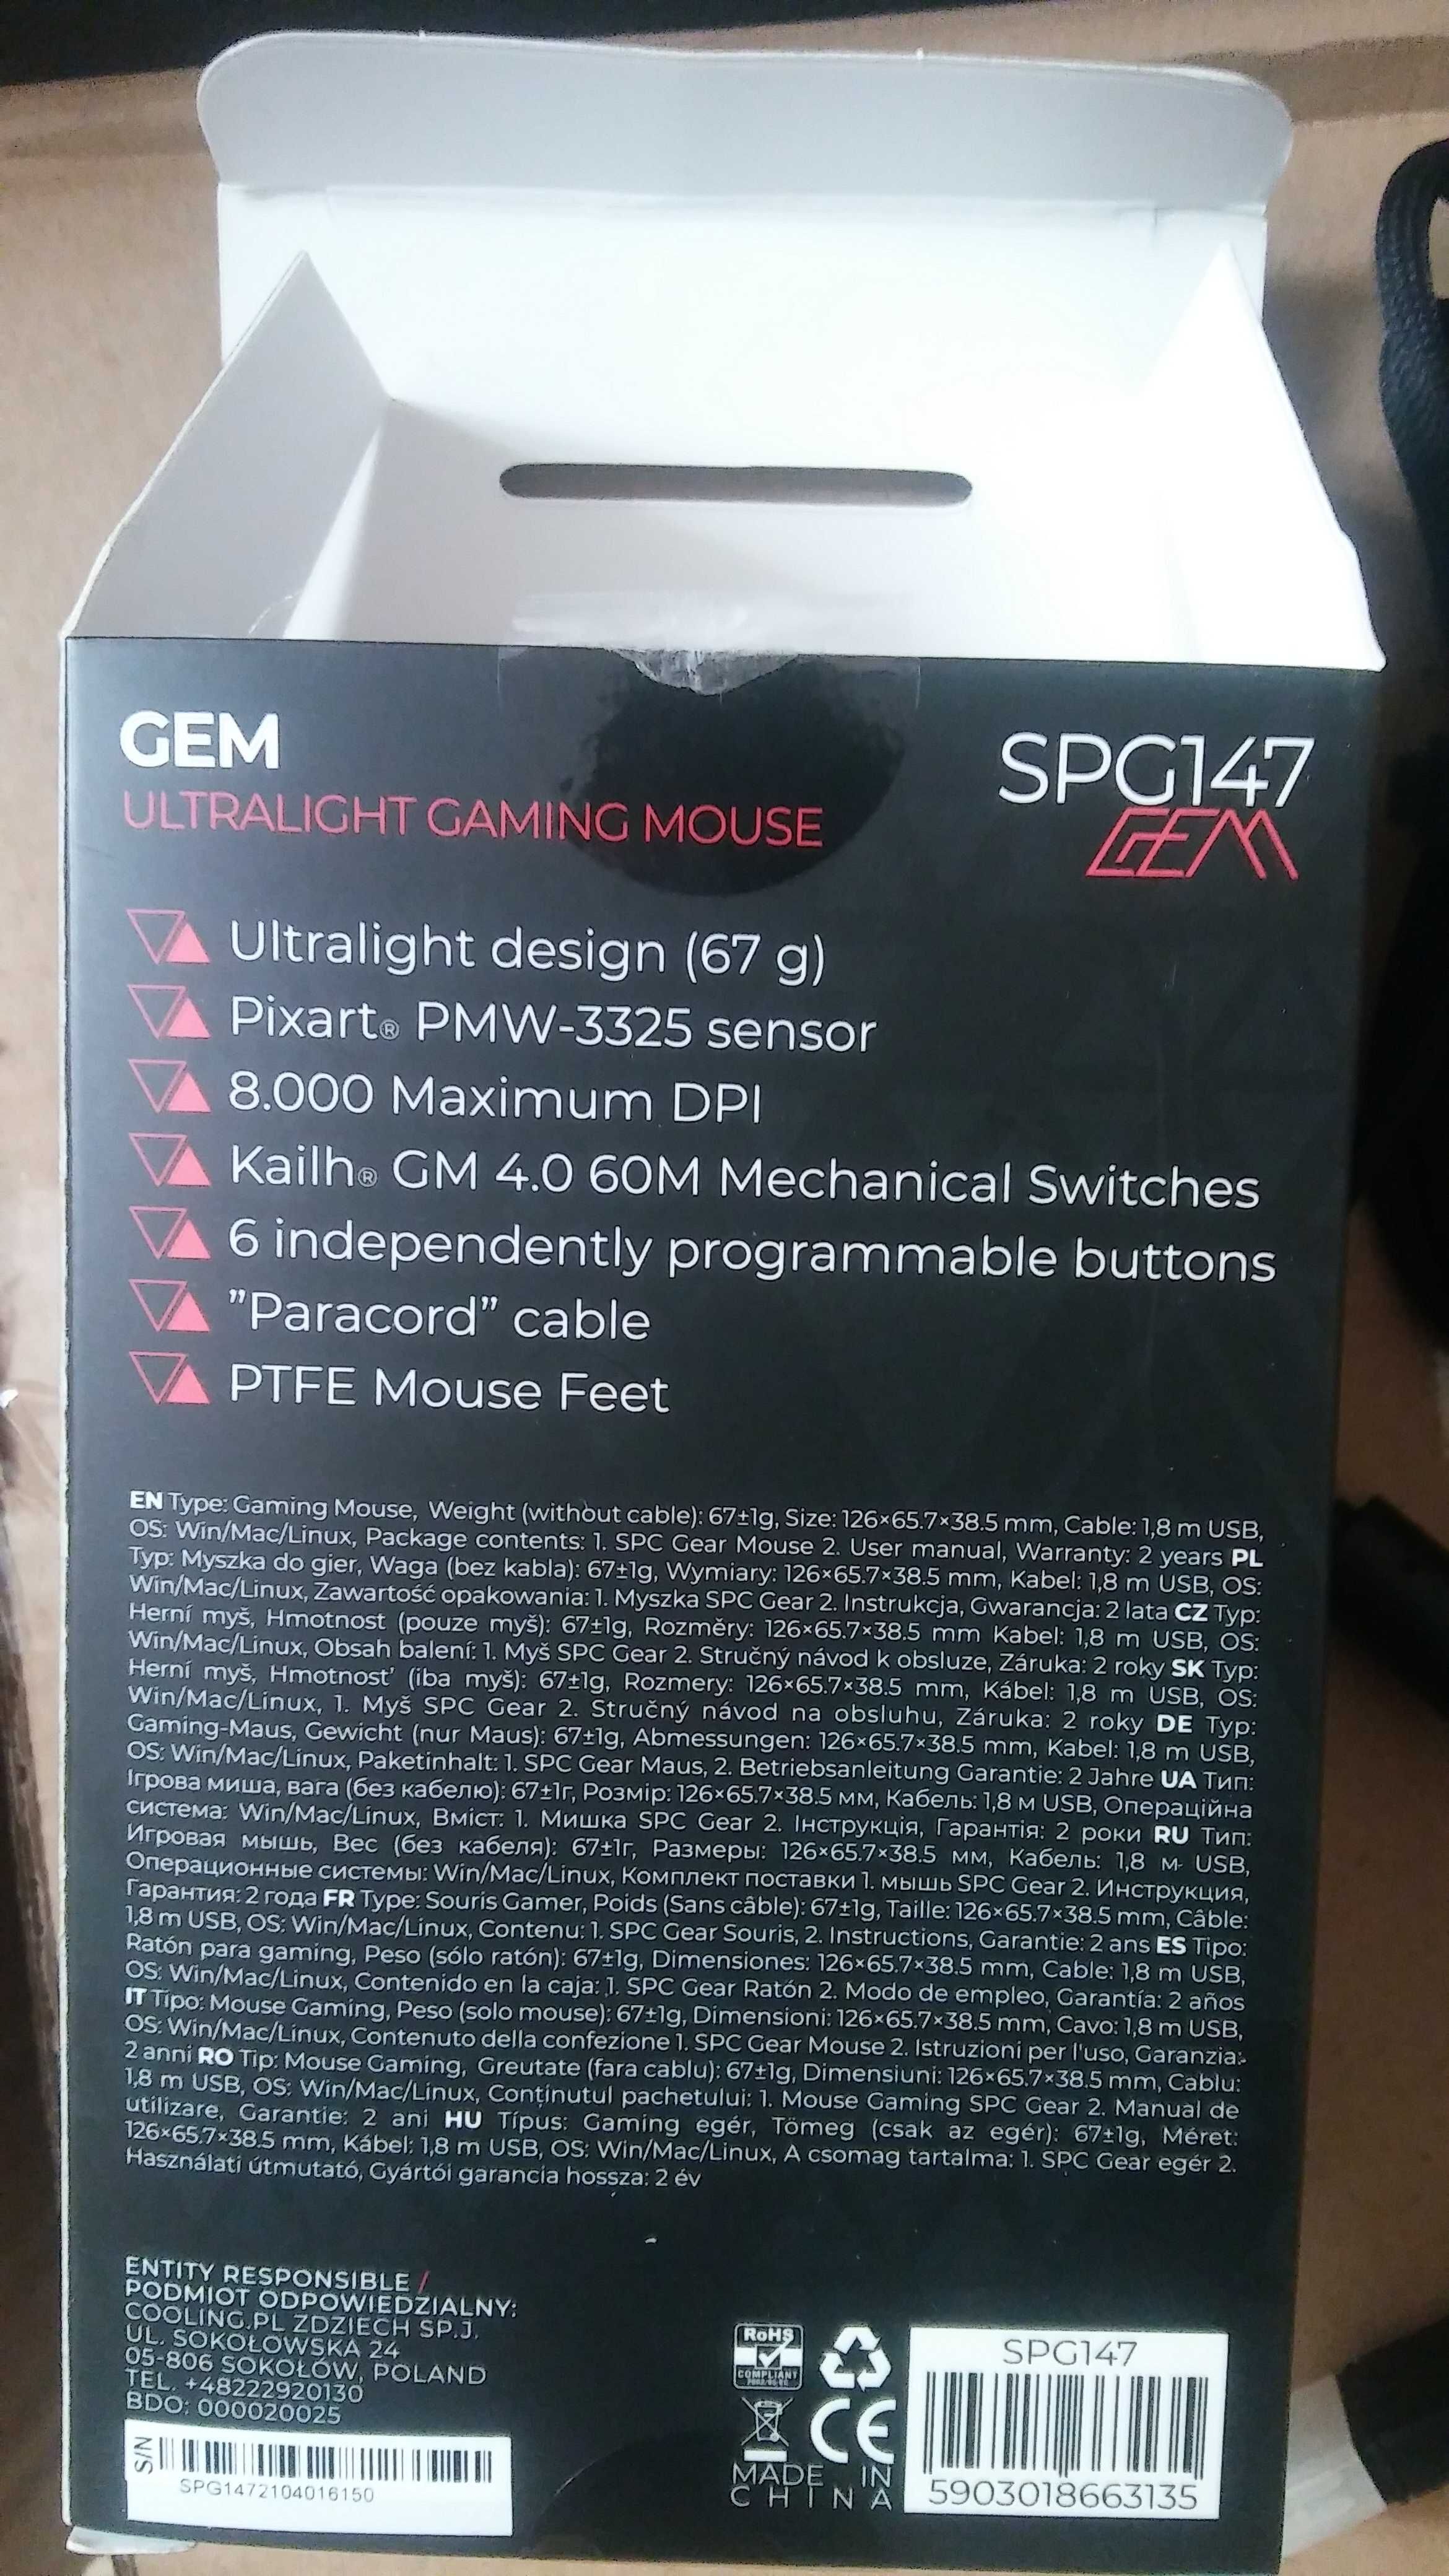 GEM
ULTRALIGHT GAMING MOUSE
SPG147
GEM
Ultralight design (67 g)
Pixart® PMW-3325 sensor
8.000 Maximum DPI
Kailh® GM 4.0 60M Mechanical Switches
6 independently programmable buttons
"Paracord" cable
PTFE Mouse Feet
EN Type: Gaming Mouse, Weight (without cable): 67±1g, Size: 126×65.7×38.5 mm, Cable: 1,8 m USB,
OS: Win/Mac/Linux, Package contents: 1. SPC Gear Mouse 2. User manual, Warranty: 2 years PL
Typ: Myszka do gier, Waga (bez kabla): 67±1g, Wymiary: 126×65.7×38.5 mm, Kabel: 1,8 m USB, OS:
Win/Mac/Linux, Zawartość opakowania: 1. Myszka SPC Gear 2. Instrukcja, Gwarancja: 2 lata CZ Typ:
Herní myš, Hmotnost (pouze myš): 67±1g, Rozměry: 126×65.7×38.5 mm Kabel: 1,8 m USB, OS:
Win/Mac/Linux, Obsah balení: 1. Myš SPC Gear 2. Stručný návod k obsluze, Záruka: 2 roky SK Typ:
Herní myš, Hmotnosť (iba myš): 67±1g, Rozmery: 126×65.7×38.5 mm, Kábel: 1,8 m USB, OS:
Win/Mac/Linux, 1. Myš SPC Gear 2. Stručný návod na obsluhu, Záruka: 2 roky DE Typ:
Gaming-Maus, Gewicht (nur Maus): 67±1g, Abmessungen: 126×65.7×38.5 mm, Kabel: 1,8 m USB,
OS: Win/Mac/Linux, Paketinhalt: 1. SPC Gear Maus, 2. Betriebsanleitung Garantie: 2 Jahre UA Тип:
Ігрова миша, вага (без кабелю): 67±1г, Розмір: 126×65.7×38.5 мм, Кабель: 1,8 м USB, Операційна
система: Win/Mac/Linux, Вміст: 1. Мишка SPC Gear 2. Інструкція, Гарантія: 2 роки RU Тип:
Игровая мышь, Вес (без кабеля): 67±1г, Размеры: 126×65.7×38.5 мм, Кабель: 1,8 м USB,
Операционные системы: Win/Mac/Linux, Комплект поставки 1. мышь SPC Gear 2. Инструкция,
Гарантия: 2 года FR Type: Souris Gamer, Poids (Sans câble): 67±1g, Taille: 126×65.7×38.5 mm, Câble:
1,8 m USB, OS: Win/Mac/Linux, Contenu: 1. SPC Gear Souris, 2. Instructions, Garantie: 2 ans ES Tipo:
Ratón para gaming, Peso (sólo ratón): 67±1g, Dimensiones: 126×65.7×38.5 mm, Cable: 1,8 m USB,
OS: Win/Mac/Linux, Contenido en la caja: 1. SPC Gear Ratón 2. Modo de empleo, Garantía: 2 años
IT Tipo: Mouse Gaming, Peso (solo mouse): 67±1g, Dimensioni: 126×65.7×38.5 mm, Cavo: 1,8 m USB,
OS: Win/Mac/Linux, Contenuto della confezione 1. SPC Gear Mouse 2. Istruzioni per l'uso, Garanzia:
2 anni RO Tip: Mouse Gaming, Greutate (fara cablu): 67±1g, Dimensiuni: 126×65.7×38.5 mm, Cablu:
1,8 m USB, OS: Win/Mac/Linux, Conținutul pachetului: 1. Mouse Gaming SPC Gear 2. Manual de
utilizare, Garantie: 2 ani HU Típus: Gaming egér, Tömeg (csak az egér): 67±1g, Méret:
126×65.7×38.5 mm, Kábel: 1,8 m USB, OS: Win/Mac/Linux, A csomag tartalma: 1. SPC Gear egér 2.
Használati útmutató, Gyártói garancia hossza: 2 év
ENTITY RESPONSIBLE /
PODMIOT ODPOWIEDZIALNY:
COOLING.PL ZDZIECH SP.J.
UL. SOKOŁOWSKA 24
05-806 SOKOŁÓW, POLAND
TEL. +48222920130
BDO: 000020025
S/N
SPG1472104016150
RoHS
COMPLIANT
CE
MADE IN
CHINA
SPG147
5903018663135